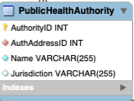 PublicHealthAuthority
AuthorityID INT
AuthAddressID INT
Name VARCHAR(255)
Jurisdiction VARCHAR(255)
Indexes